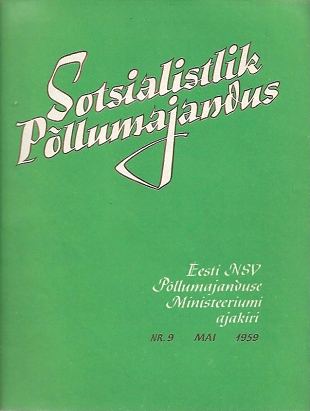 Sotsialistlik
Põllumajandus
Eesti NSV
Põllumajanduse
Ministeeriumi
ajakiri
NR. 9 MAI 1959